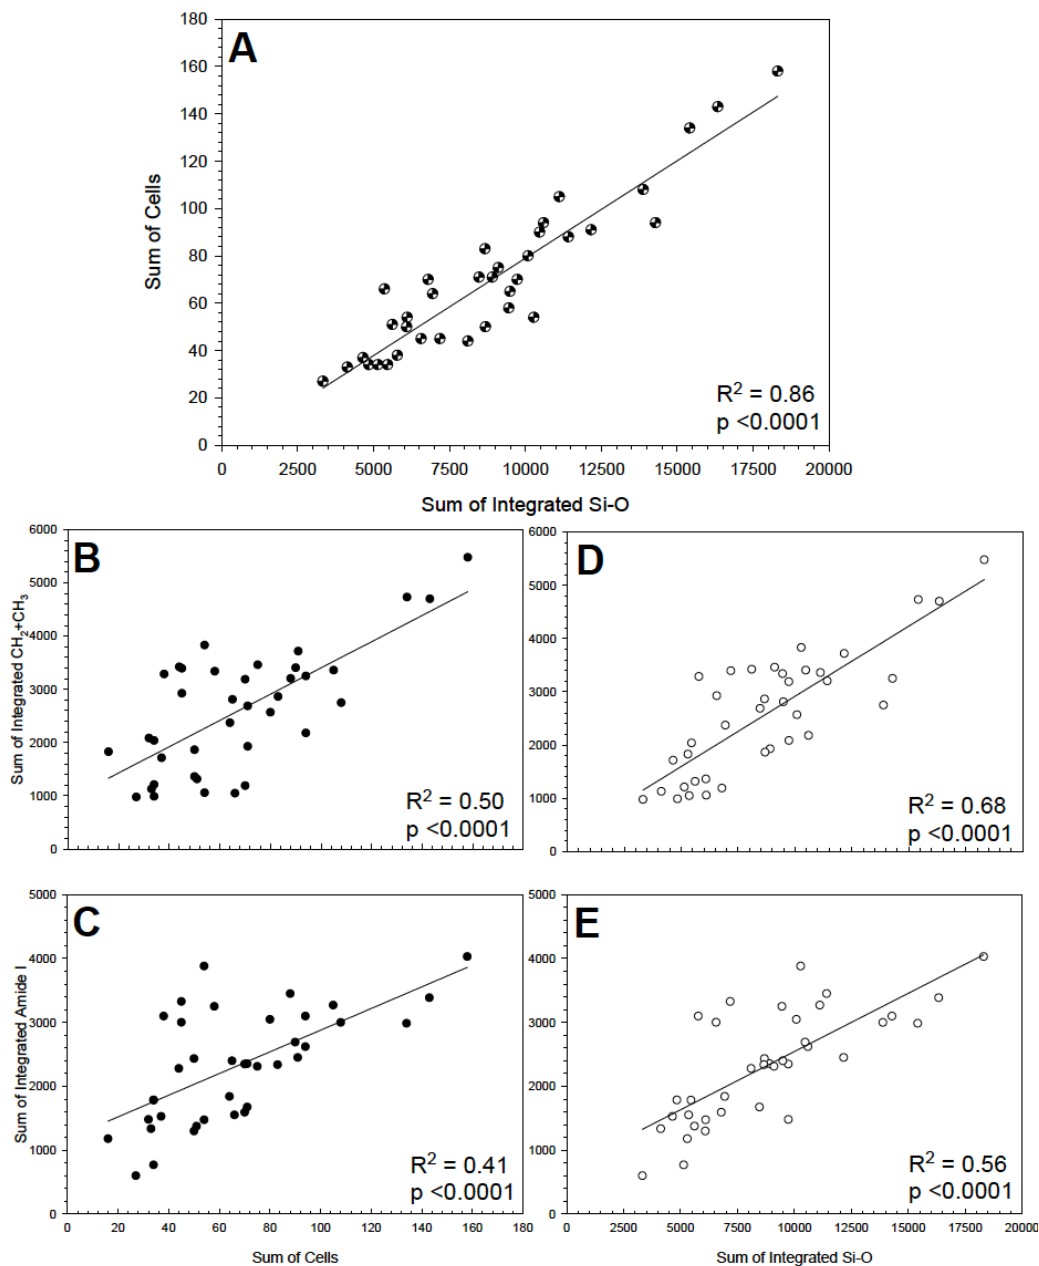 A
180
160
140
120
100
80
60
40
20
0
Sum of Cells
R² = 0.86
p <0.0001
0 2500 5000 7500 10000 12500 15000 17500 20000
Sum of Integrated Si-O
B
6000
5000
4000
3000
2000
1000
0
Sum of Integrated CH₂+CH₃
R² = 0.50
p <0.0001
D
6000
5000
4000
3000
2000
1000
0
R² = 0.68
p <0.0001
C
5000
4000
3000
2000
1000
0
Sum of Integrated Amide I
R² = 0.41
p <0.0001
0 20 40 60 80 100 120 140 160 180
Sum of Cells
E
5000
4000
3000
2000
1000
0
R² = 0.56
p <0.0001
0 2500 5000 7500 10000 12500 15000 17500 20000
Sum of Integrated Si-O